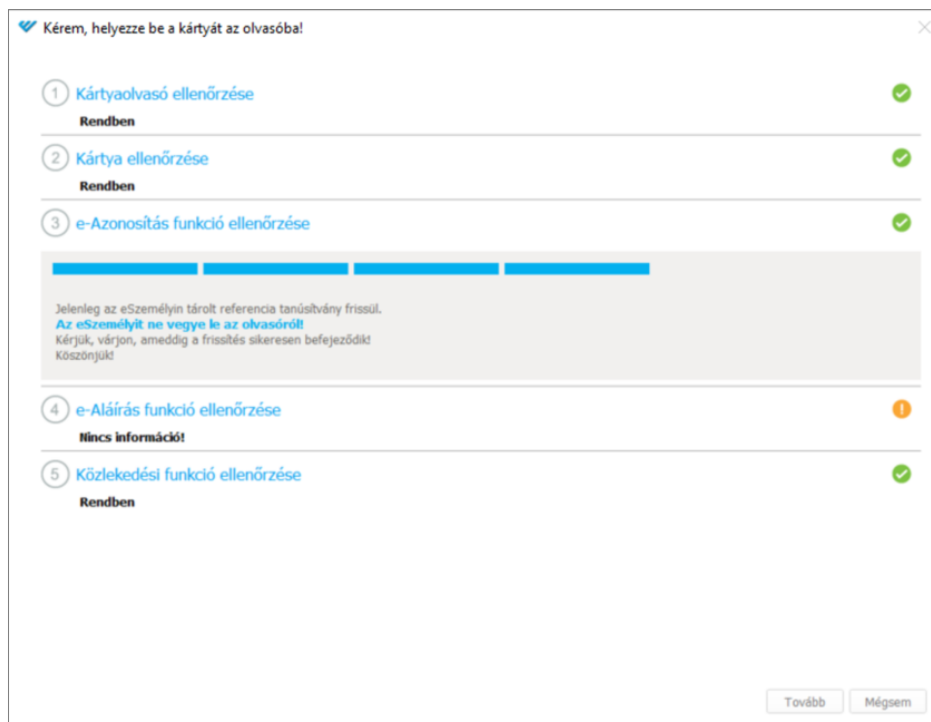 Kérem, helyezze be a kártyát az olvasóba!
1 Kártyaolvasó ellenőrzése
Rendben
2 Kártya ellenőrzése
Rendben
3 e-Azonosítás funkció ellenőrzése
Jelenleg az eSzemélyin tárolt referencia tanúsítvány frissül.
Az eSzemélyit ne vegye le az olvasóról!
Kérjük, várjon, ameddig a frissítés sikeresen befejeződik!
Köszönjük!
4 e-Aláírás funkció ellenőrzése
Nincs információ!
5 Közlekedési funkció ellenőrzése
Rendben
Tovább Mégsem